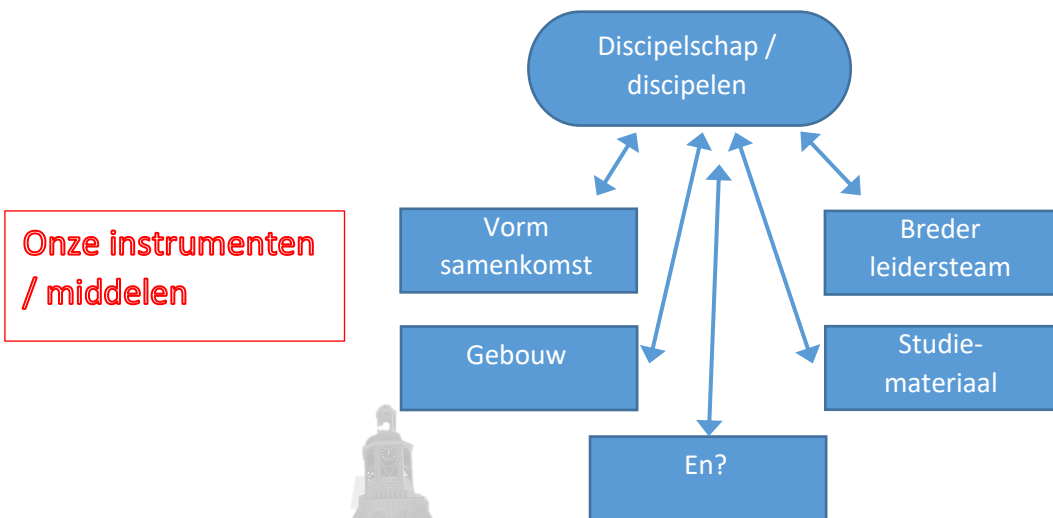 Discipelschap /
discipelen
Onze instrumenten
/ middelen
Vorm
samenkomst
Breder
leidersteam
Gebouw
Studie-
materiaal
En?